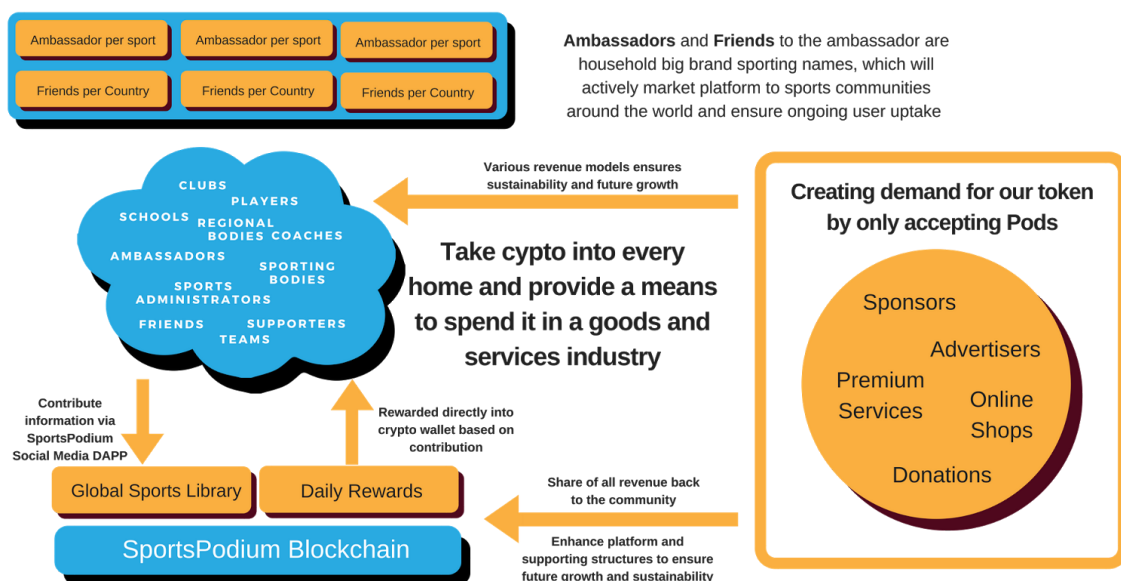 Ambassador per sport
Ambassador per sport
Ambassador per sport
Friends per Country
Friends per Country
Friends per Country
Ambassadors and Friends to the ambassador are
household big brand sporting names, which will
actively market platform to sports communities
around the world and ensure ongoing user uptake
CLUBS
PLAYERS
SCHOOLS
REGIONAL
BODIES
COACHES
AMBASSADORS
SPORTING
BODIES
SPORTS
ADMINISTRATORS
FRIENDS
SUPPORTERS
TEAMS
Various revenue models ensures
sustainability and future growth
Take cypto into every
home and provide a means
to spend it in a goods and
services industry
Creating demand for our token
by only accepting Pods
Sponsors
Advertisers
Premium
Services
Online
Shops
Donations
Contribute
information via
SportsPodium
Social Media DAPP
Rewarded directly into
crypto wallet based on
contribution
Global Sports Library
Daily Rewards
SportsPodium Blockchain
Share of all revenue back
to the community
Enhance platform and
supporting structures to ensure
future growth and sustainability